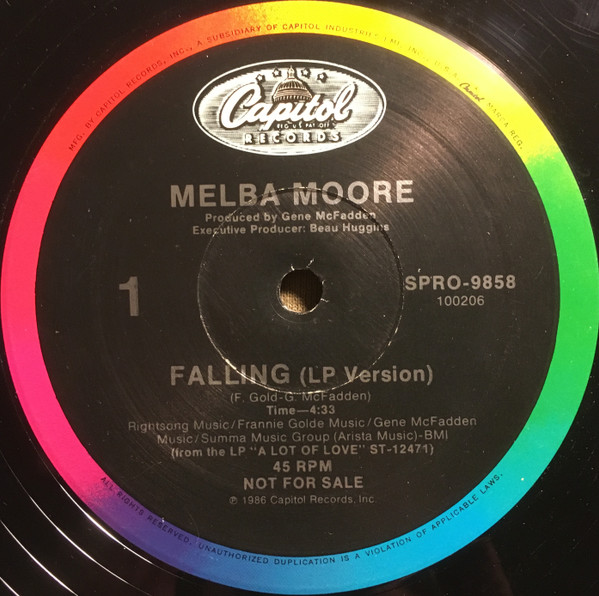 MFG. BY CAPITOL RECORDS, INC., A SUBSIDIARY OF CAPITOL INDUSTRIES-EMI, INC., U.S.A. Capitol MARCA REG.
Capitol
REG. U.S. PAT. OFF.
RECORDS
MELBA MOORE
Produced by Gene McFadden
Executive Producer: Beau Huggins
1
SPRO-9858
100206
FALLING (LP Version)
(F. Gold-G. McFadden)
Time—4:33
Rightsong Music/Frannie Golde Music/Gene McFadden
Music/Summa Music Group (Arista Music)-BMI
(from the LP "A LOT OF LOVE" ST-12471)
45 RPM
NOT FOR SALE
℗ 1986 Capitol Records, Inc.
ALL RIGHTS RESERVED. UNAUTHORIZED DUPLICATION IS A VIOLATION OF APPLICABLE LAWS.